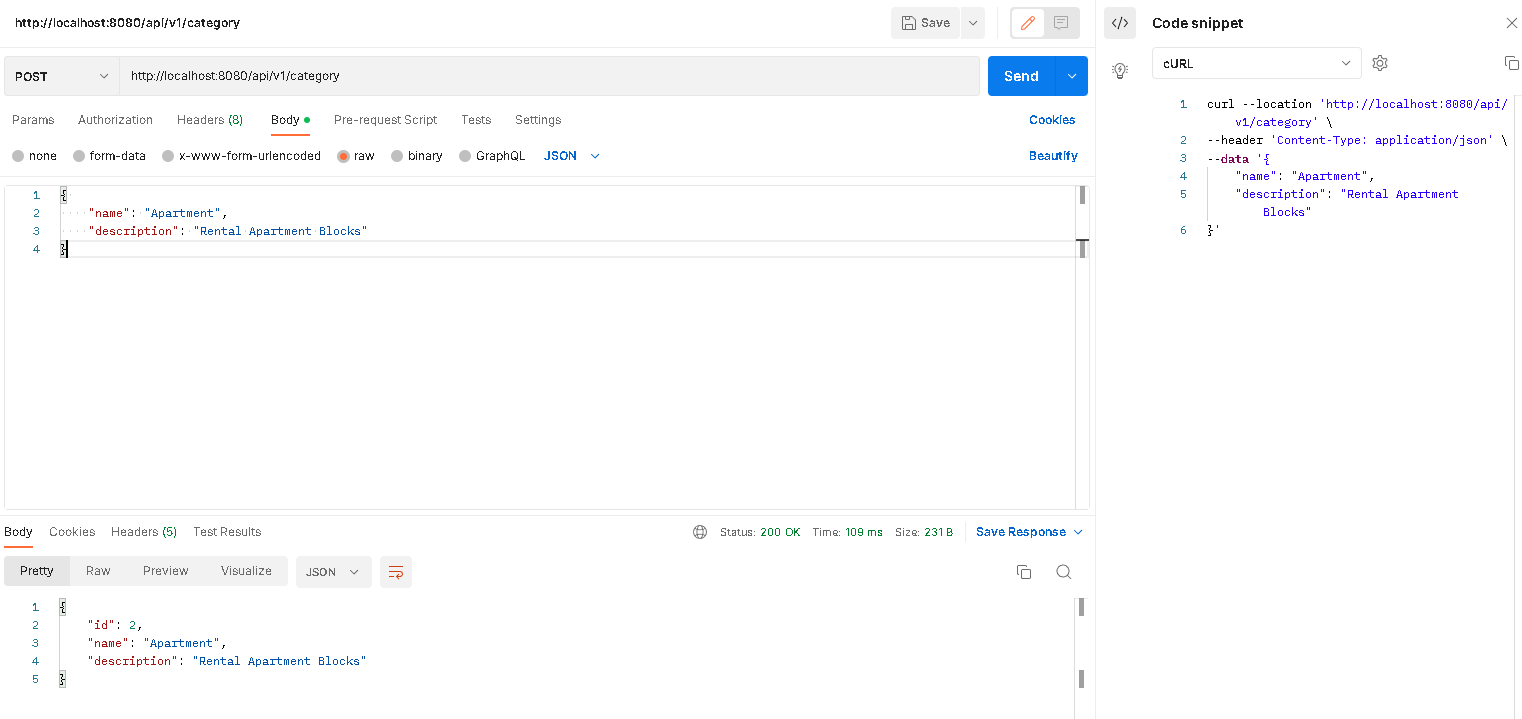 http://localhost:8080/api/v1/category
Save
POST
http://localhost:8080/api/v1/category
Send
Params Authorization Headers (8) Body Pre-request Script Tests Settings Cookies
none form-data x-www-form-urlencoded raw binary GraphQL JSON Beautify
1 {
2 "name": "Apartment",
3 "description": "Rental Apartment Blocks"
4 }
Body Cookies Headers (5) Test Results Status: 200 OK Time: 109 ms Size: 231 B Save Response
Pretty Raw Preview Visualize JSON
1 {
2 "id": 2,
3 "name": "Apartment",
4 "description": "Rental Apartment Blocks"
5 }
</> Code snippet
cURL
1 curl --location 'http://localhost:8080/api/
v1/category' \
2 --header 'Content-Type: application/json' \
3 --data '{
4 "name": "Apartment",
5 "description": "Rental Apartment
Blocks"
6 }'